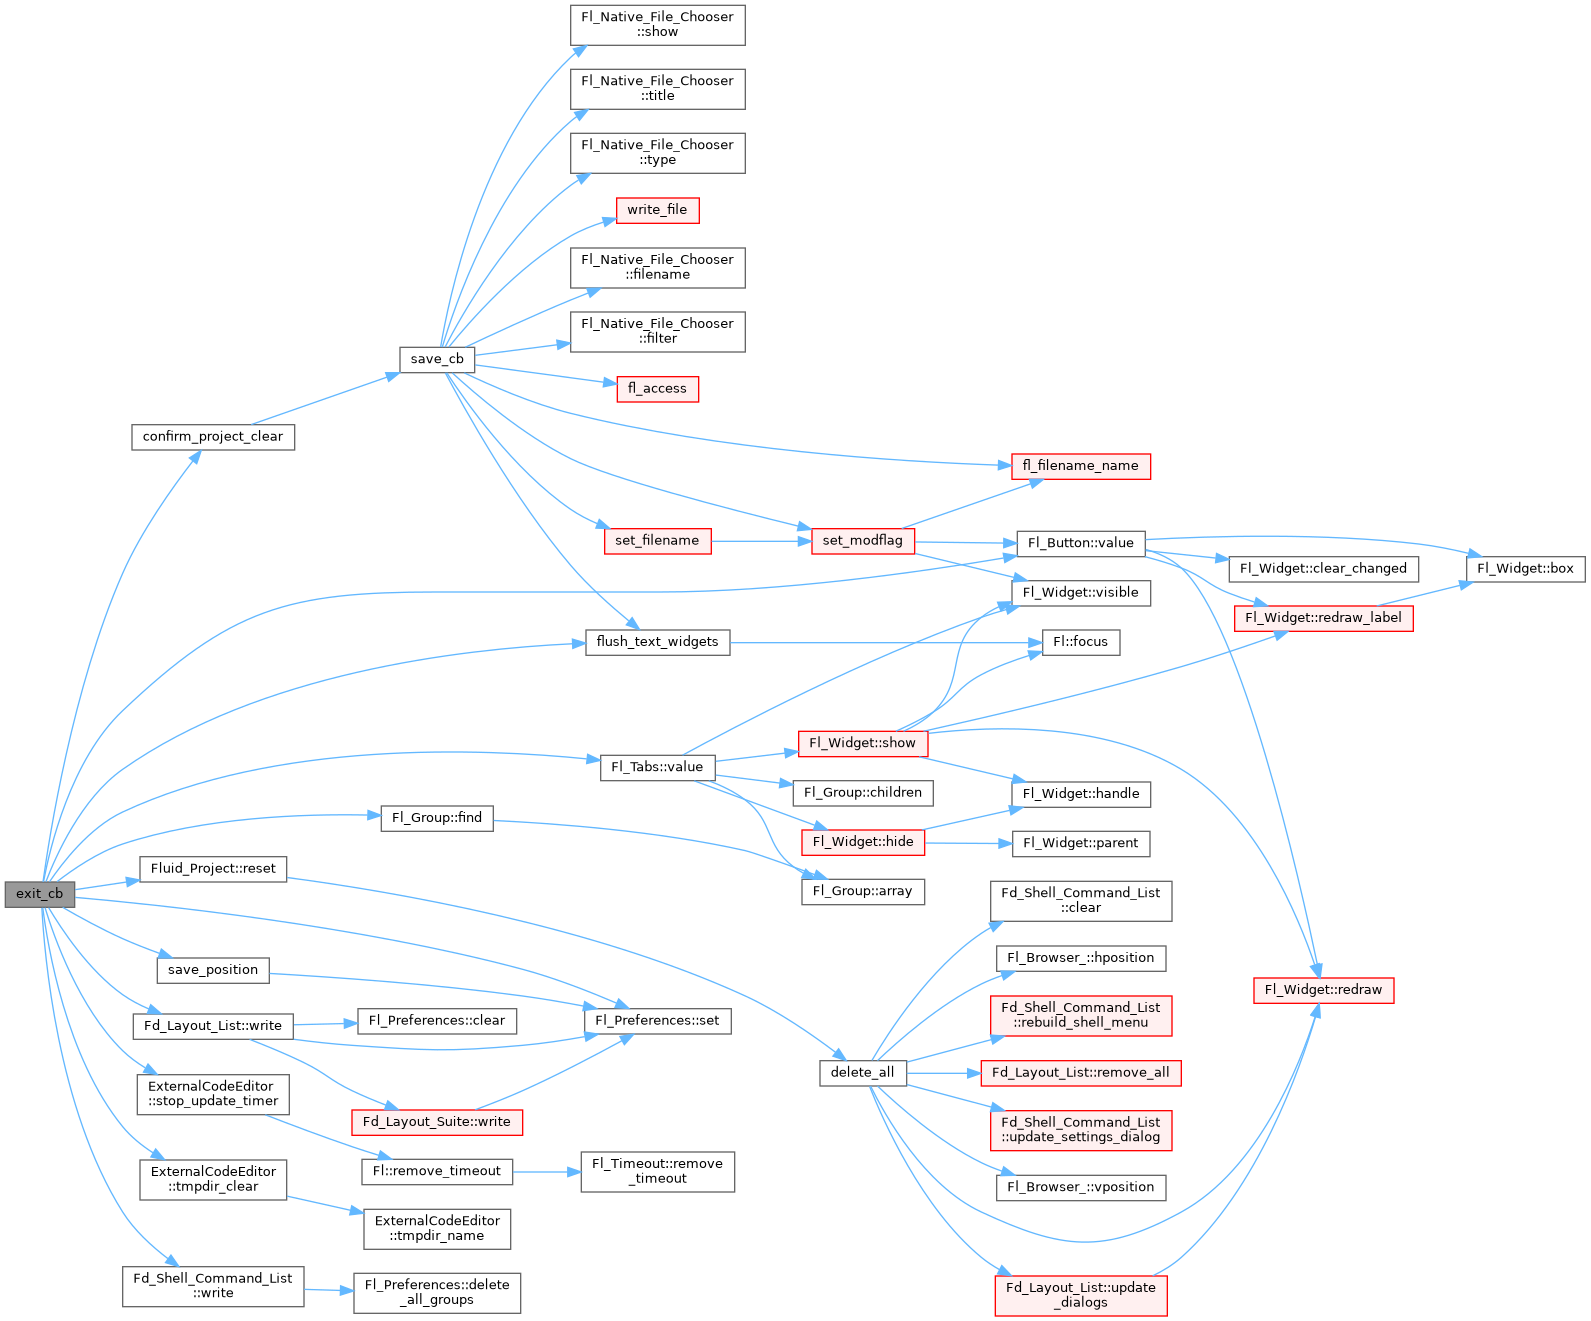 Fl_Native_File_Chooser
::show
Fl_Native_File_Chooser
::title
Fl_Native_File_Chooser
::type
write_file
Fl_Native_File_Chooser
::filename
Fl_Native_File_Chooser
::filter
save_cb
fl_access
confirm_project_clear
fl_filename_name
set_filename
set_modflag
Fl_Button::value
Fl_Widget::clear_changed
Fl_Widget::box
Fl_Widget::visible
Fl_Widget::redraw_label
flush_text_widgets
Fl::focus
Fl_Widget::show
Fl_Tabs::value
Fl_Group::children
Fl_Widget::handle
Fl_Group::find
Fl_Widget::hide
Fl_Widget::parent
Fluid_Project::reset
exit_cb
Fl_Group::array
Fd_Shell_Command_List
::clear
Fl_Browser_::hposition
save_position
Fl_Widget::redraw
Fd_Layout_List::write
Fl_Preferences::clear
Fl_Preferences::set
Fd_Shell_Command_List
::rebuild_shell_menu
delete_all
Fd_Layout_List::remove_all
ExternalCodeEditor
::stop_update_timer
Fd_Layout_Suite::write
Fd_Shell_Command_List
::update_settings_dialog
Fl::remove_timeout
Fl_Timeout::remove
_timeout
ExternalCodeEditor
::tmpdir_clear
Fl_Browser_::vposition
ExternalCodeEditor
::tmpdir_name
Fd_Shell_Command_List
::write
Fl_Preferences::delete
_all_groups
Fd_Layout_List::update
_dialogs